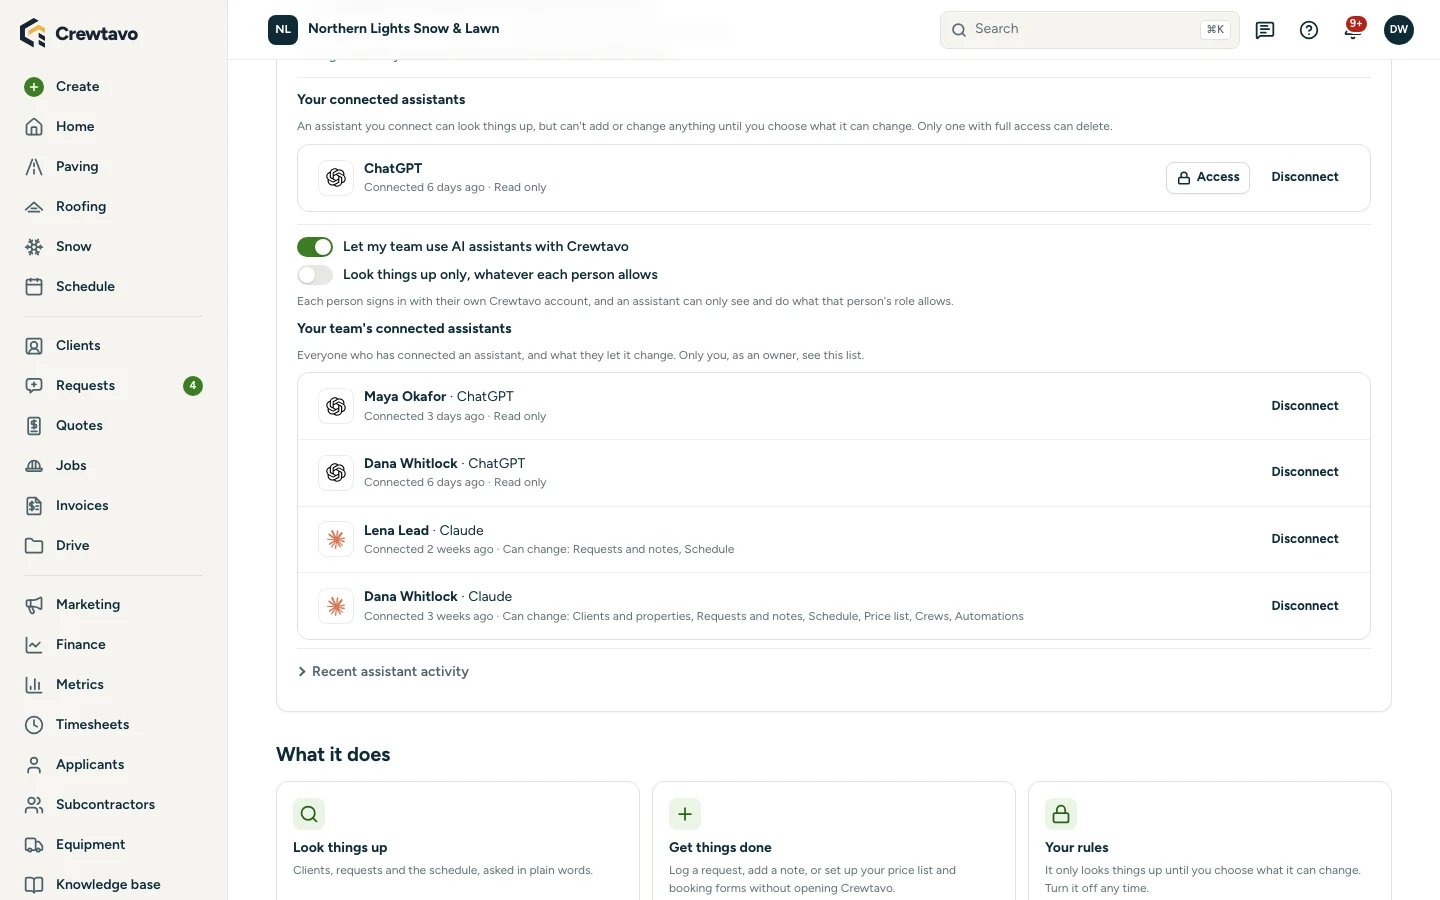 Crewtavo
NL
Northern Lights Snow & Lawn
Search
⌘K
9+
DW
Create
Home
Paving
Roofing
Snow
Schedule
Clients
Requests
4
Quotes
Jobs
Invoices
Drive
Marketing
Finance
Metrics
Timesheets
Applicants
Subcontractors
Equipment
Knowledge base
Your connected assistants
An assistant you connect can look things up, but can't add or change anything until you choose what it can change. Only one with full access can delete.
ChatGPT
Connected 6 days ago · Read only
Access
Disconnect
Let my team use AI assistants with Crewtavo
Look things up only, whatever each person allows
Each person signs in with their own Crewtavo account, and an assistant can only see and do what that person's role allows.
Your team's connected assistants
Everyone who has connected an assistant, and what they let it change. Only you, as an owner, see this list.
Maya Okafor · ChatGPT
Connected 3 days ago · Read only
Disconnect
Dana Whitlock · ChatGPT
Connected 6 days ago · Read only
Disconnect
Lena Lead · Claude
Connected 2 weeks ago · Can change: Requests and notes, Schedule
Disconnect
Dana Whitlock · Claude
Connected 3 weeks ago · Can change: Clients and properties, Requests and notes, Schedule, Price list, Crews, Automations
Disconnect
Recent assistant activity
What it does
Look things up
Clients, requests and the schedule, asked in plain words.
Get things done
Log a request, add a note, or set up your price list and
booking forms without opening Crewtavo.
Your rules
It only looks things up until you choose what it can change.
Turn it off any time.